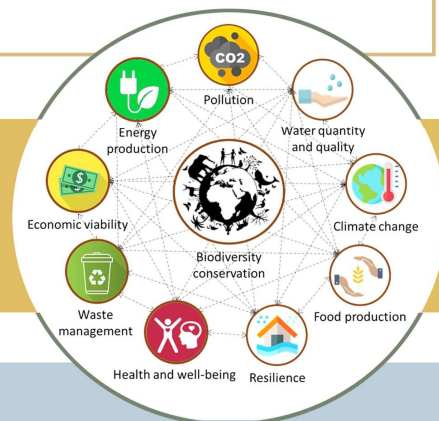 CO2
Pollution
Energy
production
Water quantity
and quality
Economic viability
Climate change
Biodiversity
conservation
Waste
management
Food production
Health and well-being
Resilience